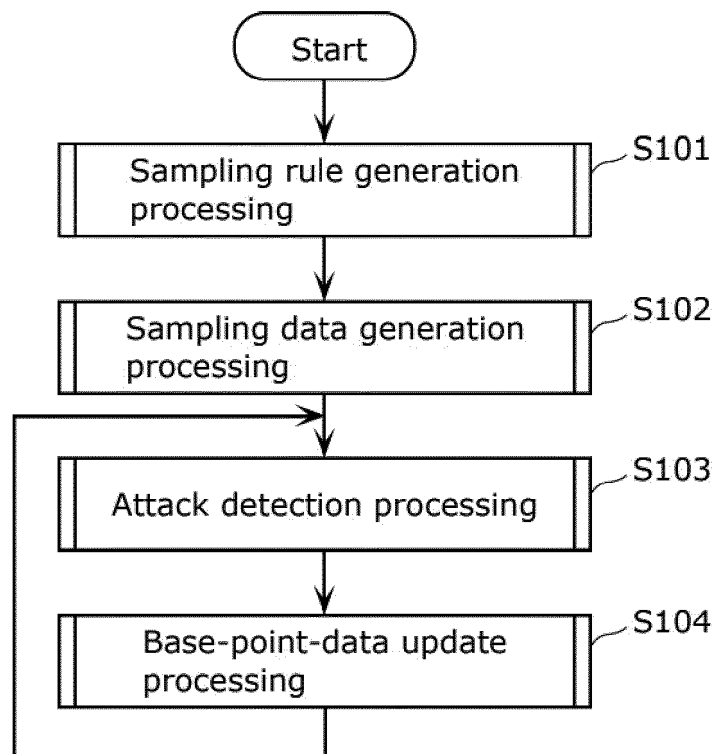 Start
Sampling rule generation
processing
S101
Sampling data generation
processing
S102
Attack detection processing
S103
Base-point-data update
processing
S104